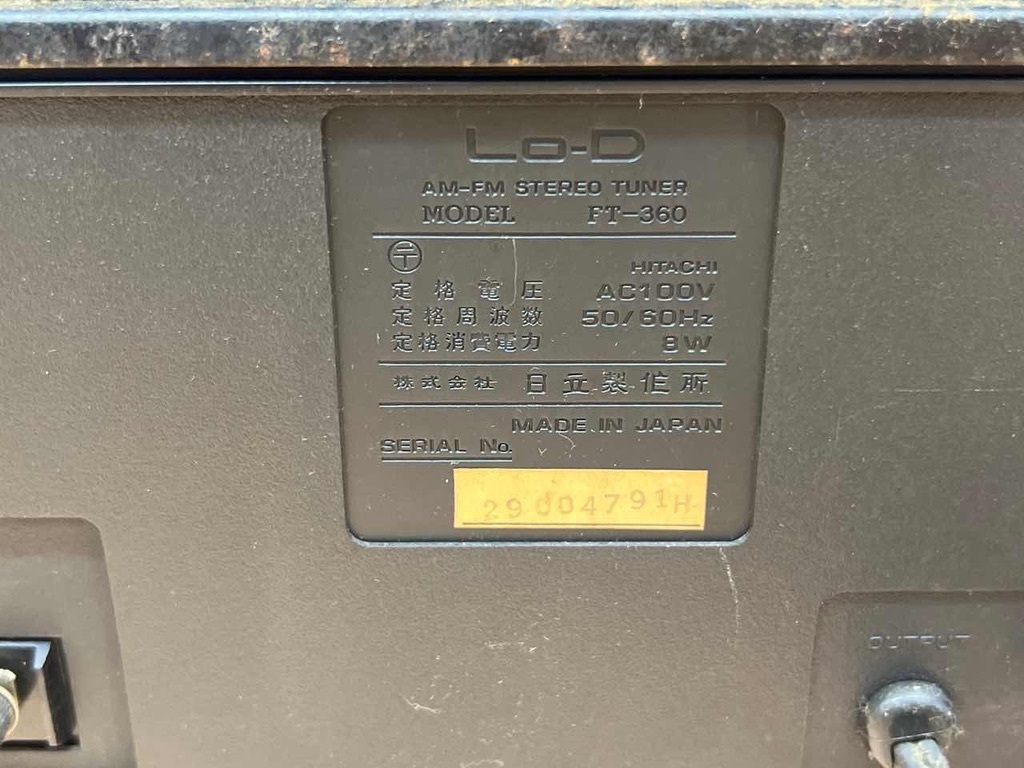 Lo-D
AM-FM STEREO TUNER
MODEL FT-360
〒
HITACHI
定格電圧 AC100V
定格周波数 50/60Hz
定格消費電力 8W
株式会社 日立製作所
MADE IN JAPAN
SERIAL No.
29004791H
OUTPUT